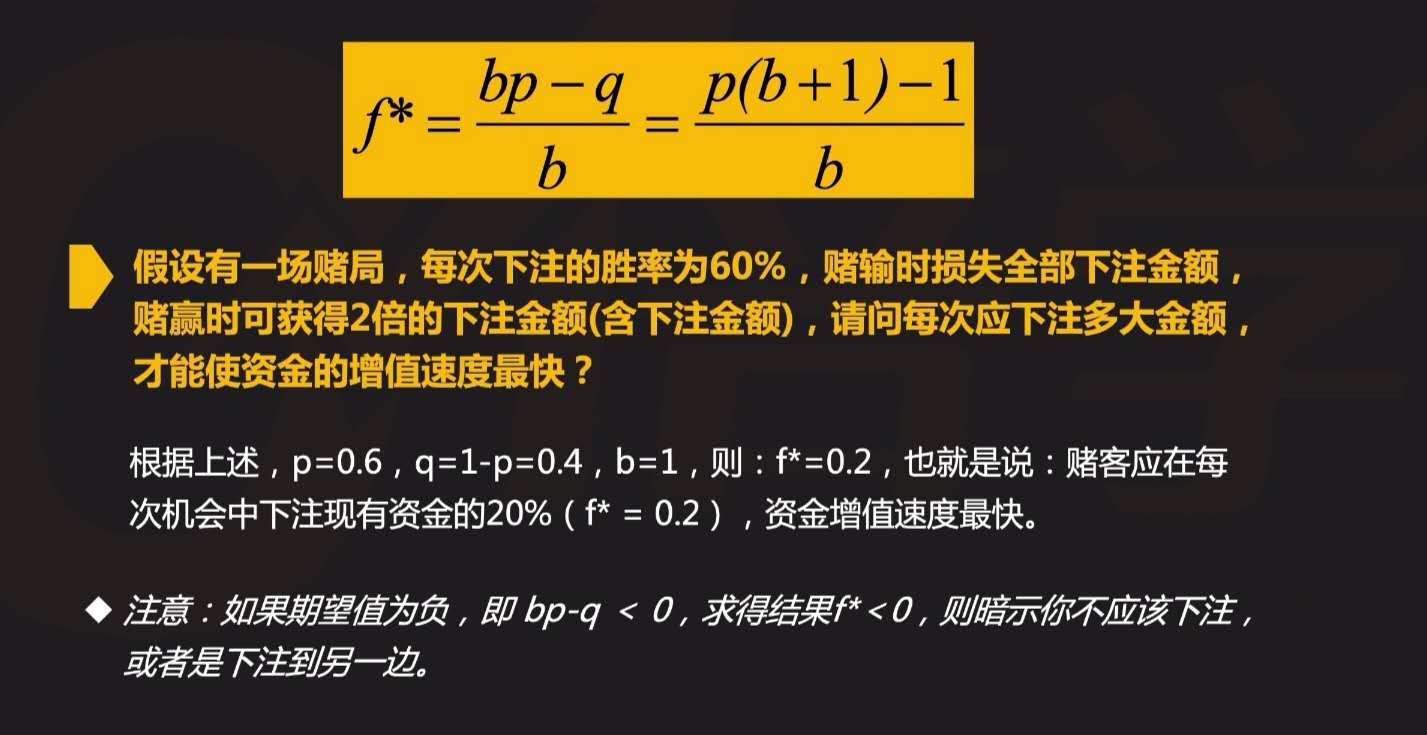 f* = \frac{bp-q}{b} = \frac{p(b+1)-1}{b}
假设有一场赌局，每次下注的胜率为60%，赌输时损失全部下注金额，
赌赢时可获得2倍的下注金额(含下注金额)，请问每次应下注多大金额，
才能使资金的增值速度最快？
根据上述，p=0.6，q=1-p=0.4，b=1，则：f*=0.2，也就是说：赌客应在每
次机会中下注现有资金的20%（f* = 0.2），资金增值速度最快。
◆ 注意：如果期望值为负，即 bp-q < 0，求得结果f*<0，则暗示你不应该下注，
或者是下注到另一边。